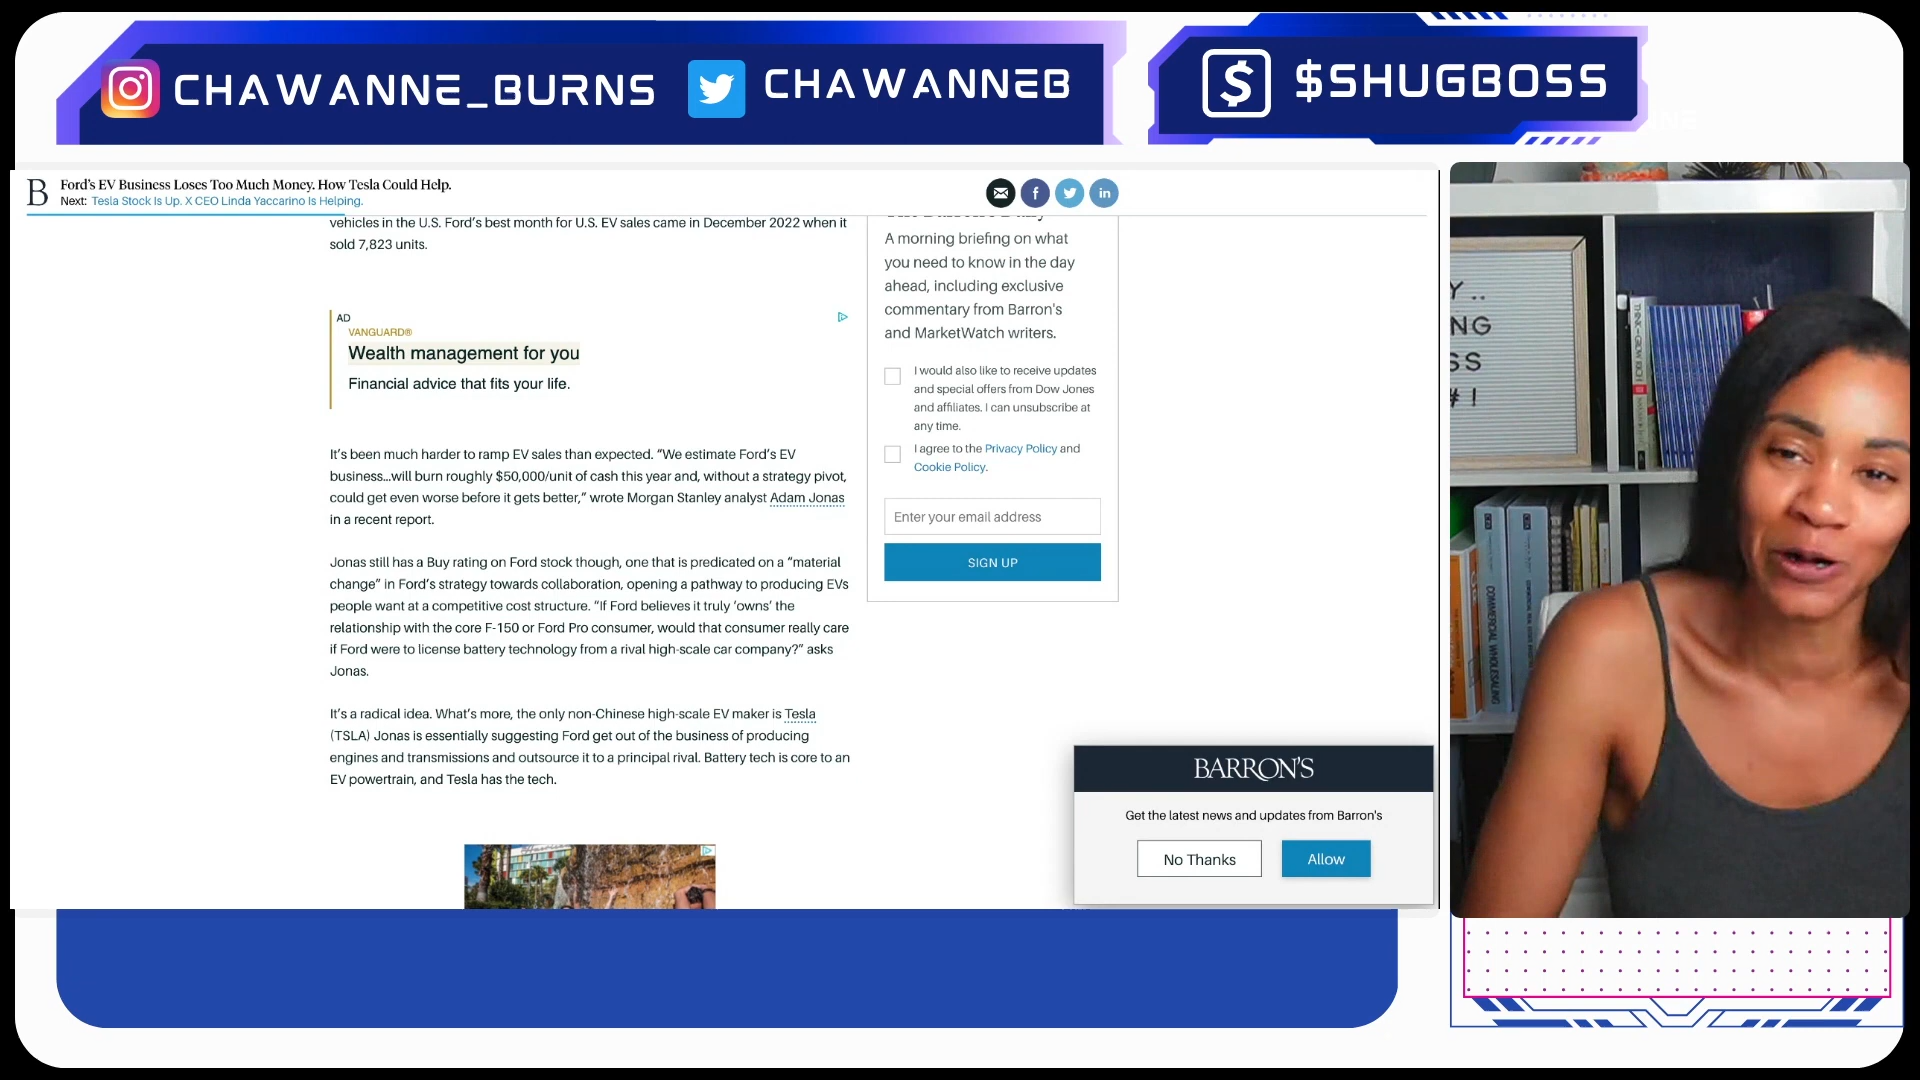 CHAWANNE_BURNS
CHAWANNEB
$SHUGBOSS
B
Ford's EV Business Loses Too Much Money. How Tesla Could Help.
Next: Tesla Stock Is Up. X CEO Linda Yaccarino Is Helping.
f
in
vehicles in the U.S. Ford's best month for U.S. EV sales came in December 2022 when it
sold 7,823 units.
AD
VANGUARD®
Wealth management for you
Financial advice that fits your life.
It's been much harder to ramp EV sales than expected. "We estimate Ford's EV
business...will burn roughly $50,000/unit of cash this year and, without a strategy pivot,
could get even worse before it gets better," wrote Morgan Stanley analyst Adam Jonas
in a recent report.
Jonas still has a Buy rating on Ford stock though, one that is predicated on a "material
change" in Ford's strategy towards collaboration, opening a pathway to producing EVs
people want at a competitive cost structure. "If Ford believes it truly 'owns' the
relationship with the core F-150 or Ford Pro consumer, would that consumer really care
if Ford were to license battery technology from a rival high-scale car company?" asks
Jonas.
It's a radical idea. What's more, the only non-Chinese high-scale EV maker is Tesla
(TSLA) Jonas is essentially suggesting Ford get out of the business of producing
engines and transmissions and outsource it to a principal rival. Battery tech is core to an
EV powertrain, and Tesla has the tech.
A morning briefing on what
you need to know in the day
ahead, including exclusive
commentary from Barron's
and MarketWatch writers.
I would also like to receive updates
and special offers from Dow Jones
and affiliates. I can unsubscribe at
any time.
I agree to the Privacy Policy and
Cookie Policy.
Enter your email address
SIGN UP
BARRON'S
Get the latest news and updates from Barron's
No Thanks
Allow
Y..
NG
SS
#!
COMMERCIAL WHOLESALING